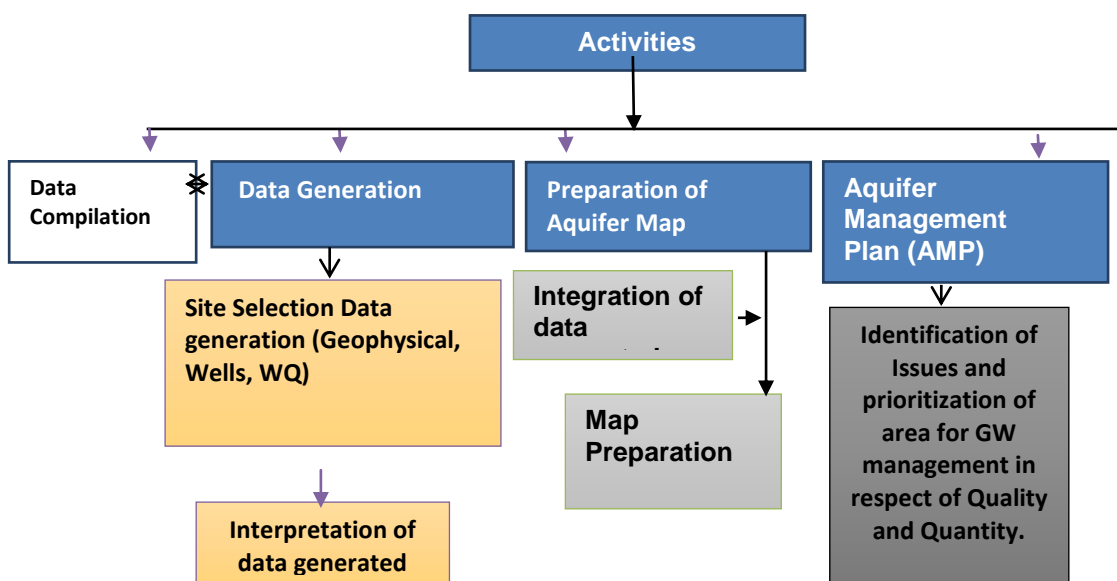 Activities
Data
Compilation
Data Generation
Preparation of
Aquifer Map
Aquifer
Management
Plan (AMP)
Site Selection Data
generation (Geophysical,
Wells, WQ)
Integration of
data
Identification of
Issues and
prioritization of
area for GW
management in
respect of Quality
and Quantity.
Map
Preparation
Interpretation of
data generated